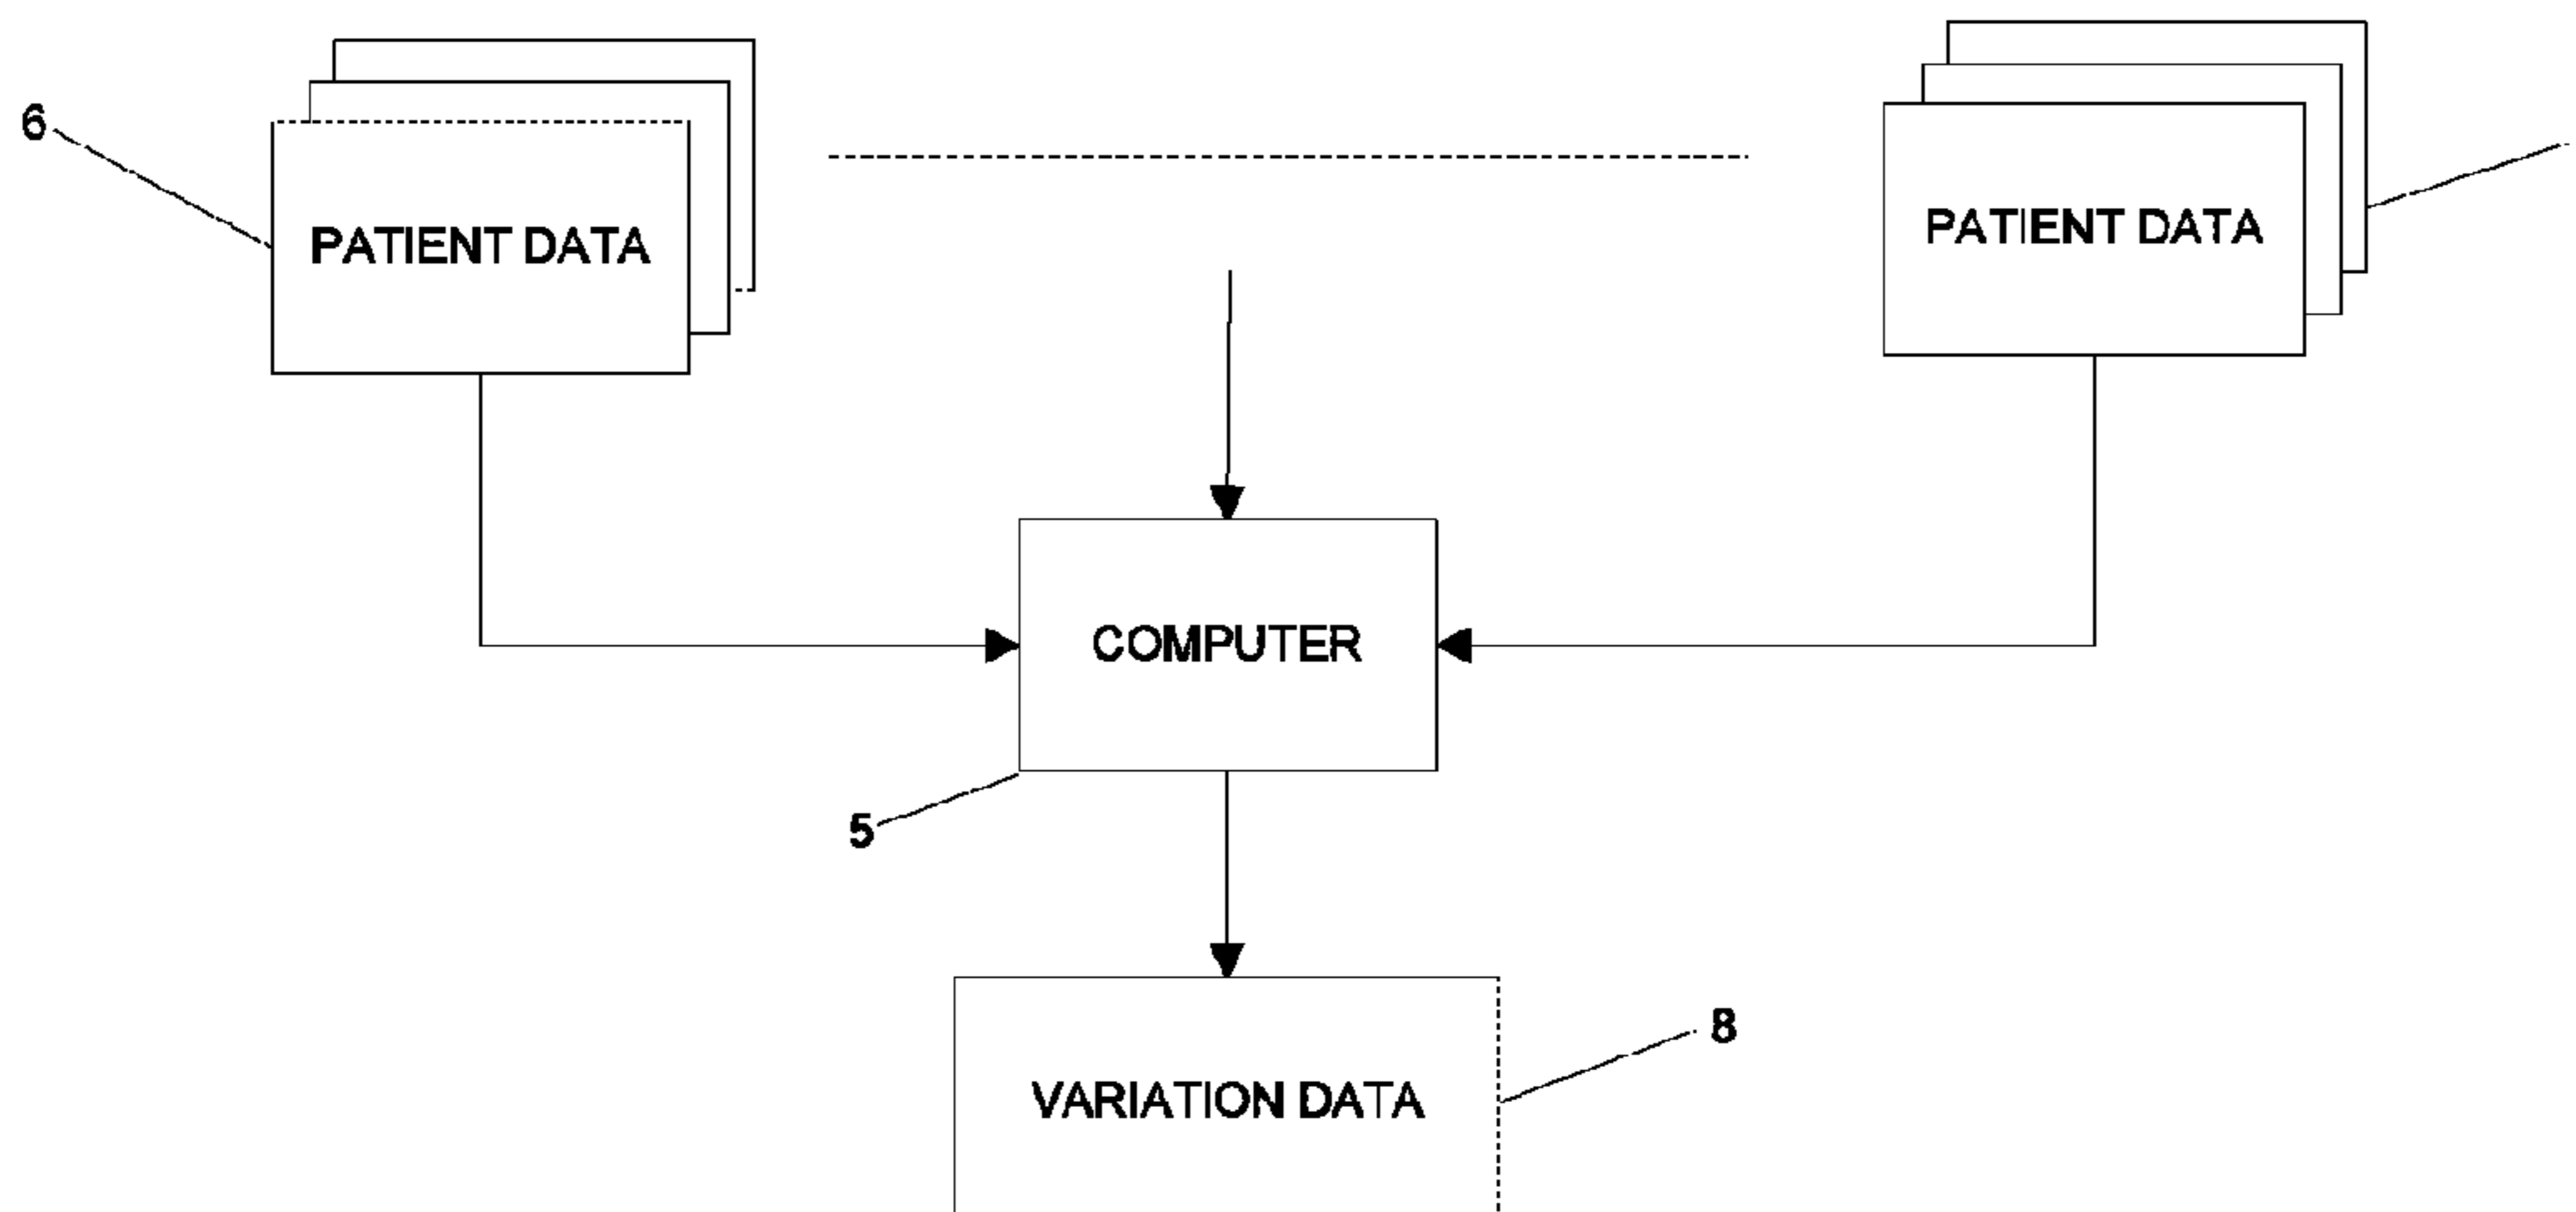 6
PATIENT DATA
PATIENT DATA
COMPUTER
5
8
VARIATION DATA